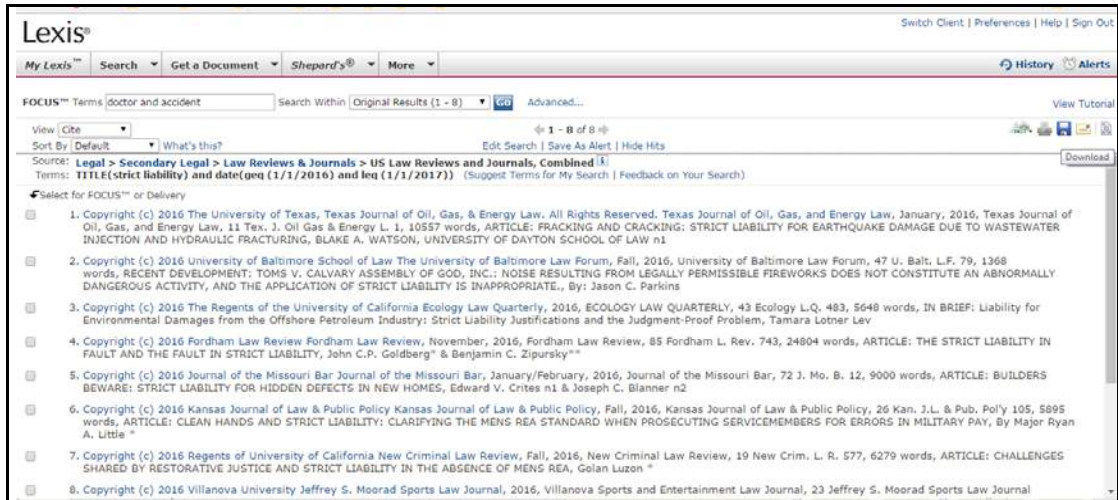 Lexis®
Switch Client | Preferences | Help | Sign Out
My Lexis™ Search Get a Document Shepard's® More History Alerts
FOCUS™ Terms doctor and accident Search Within Original Results (1 - 8) Go Advanced... View Tutorial
View Cite 1 - 8 of 8
Sort By Default What's this? Edit Search | Save As Alert | Hide Hits
Download
Source: Legal > Secondary Legal > Law Reviews & Journals > US Law Reviews and Journals, Combined i
Terms: TITLE(strict liability) and date(geq (1/1/2016) and leq (1/1/2017)) (Suggest Terms for My Search | Feedback on Your Search)
Select for FOCUS™ or Delivery
1. Copyright (c) 2016 The University of Texas, Texas Journal of Oil, Gas, & Energy Law. All Rights Reserved. Texas Journal of Oil, Gas, and Energy Law, January, 2016, Texas Journal of
Oil, Gas, and Energy Law, 11 Tex. J. Oil Gas & Energy L. 1, 10557 words, ARTICLE: FRACKING AND CRACKING: STRICT LIABILITY FOR EARTHQUAKE DAMAGE DUE TO WASTEWATER
INJECTION AND HYDRAULIC FRACTURING, BLAKE A. WATSON, UNIVERSITY OF DAYTON SCHOOL OF LAW n1
2. Copyright (c) 2016 University of Baltimore School of Law The University of Baltimore Law Forum, Fall, 2016, University of Baltimore Law Forum, 47 U. Balt. L.F. 79, 1368
words, RECENT DEVELOPMENT: TOMS V. CALVARY ASSEMBLY OF GOD, INC.: NOISE RESULTING FROM LEGALLY PERMISSIBLE FIREWORKS DOES NOT CONSTITUTE AN ABNORMALLY
DANGEROUS ACTIVITY, AND THE APPLICATION OF STRICT LIABILITY IS INAPPROPRIATE., By: Jason C. Parkins
3. Copyright (c) 2016 The Regents of the University of California Ecology Law Quarterly, 2016, ECOLOGY LAW QUARTERLY, 43 Ecology L.Q. 483, 5648 words, IN BRIEF: Liability for
Environmental Damages from the Offshore Petroleum Industry: Strict Liability Justifications and the Judgment-Proof Problem, Tamara Lotner Lev
4. Copyright (c) 2016 Fordham Law Review Fordham Law Review, November, 2016, Fordham Law Review, 85 Fordham L. Rev. 743, 24804 words, ARTICLE: THE STRICT LIABILITY IN
FAULT AND THE FAULT IN STRICT LIABILITY, John C.P. Goldberg* & Benjamin C. Zipursky**
5. Copyright (c) 2016 Journal of the Missouri Bar Journal of the Missouri Bar, January/February, 2016, Journal of the Missouri Bar, 72 J. Mo. B. 12, 9000 words, ARTICLE: BUILDERS
BEWARE: STRICT LIABILITY FOR HIDDEN DEFECTS IN NEW HOMES, Edward V. Crites n1 & Joseph C. Blanner n2
6. Copyright (c) 2016 Kansas Journal of Law & Public Policy Kansas Journal of Law & Public Policy, Fall, 2016, Kansas Journal of Law & Public Policy, 26 Kan. J.L. & Pub. Pol'y 105, 5895
words, ARTICLE: CLEAN HANDS AND STRICT LIABILITY: CLARIFYING THE MENS REA STANDARD WHEN PROSECUTING SERVICEMEMBERS FOR ERRORS IN MILITARY PAY, By Major Ryan
A. Little *
7. Copyright (c) 2016 Regents of University of California New Criminal Law Review, Fall, 2016, New Criminal Law Review, 19 New Crim. L. R. 577, 6279 words, ARTICLE: CHALLENGES
SHARED BY RESTORATIVE JUSTICE AND STRICT LIABILITY IN THE ABSENCE OF MENS REA, Golan Luzon *
8. Copyright (c) 2016 Villanova University Jeffrey S. Moorad Sports Law Journal, 2016, Villanova Sports and Entertainment Law Journal, 23 Jeffrey S. Moorad Sports Law Journal